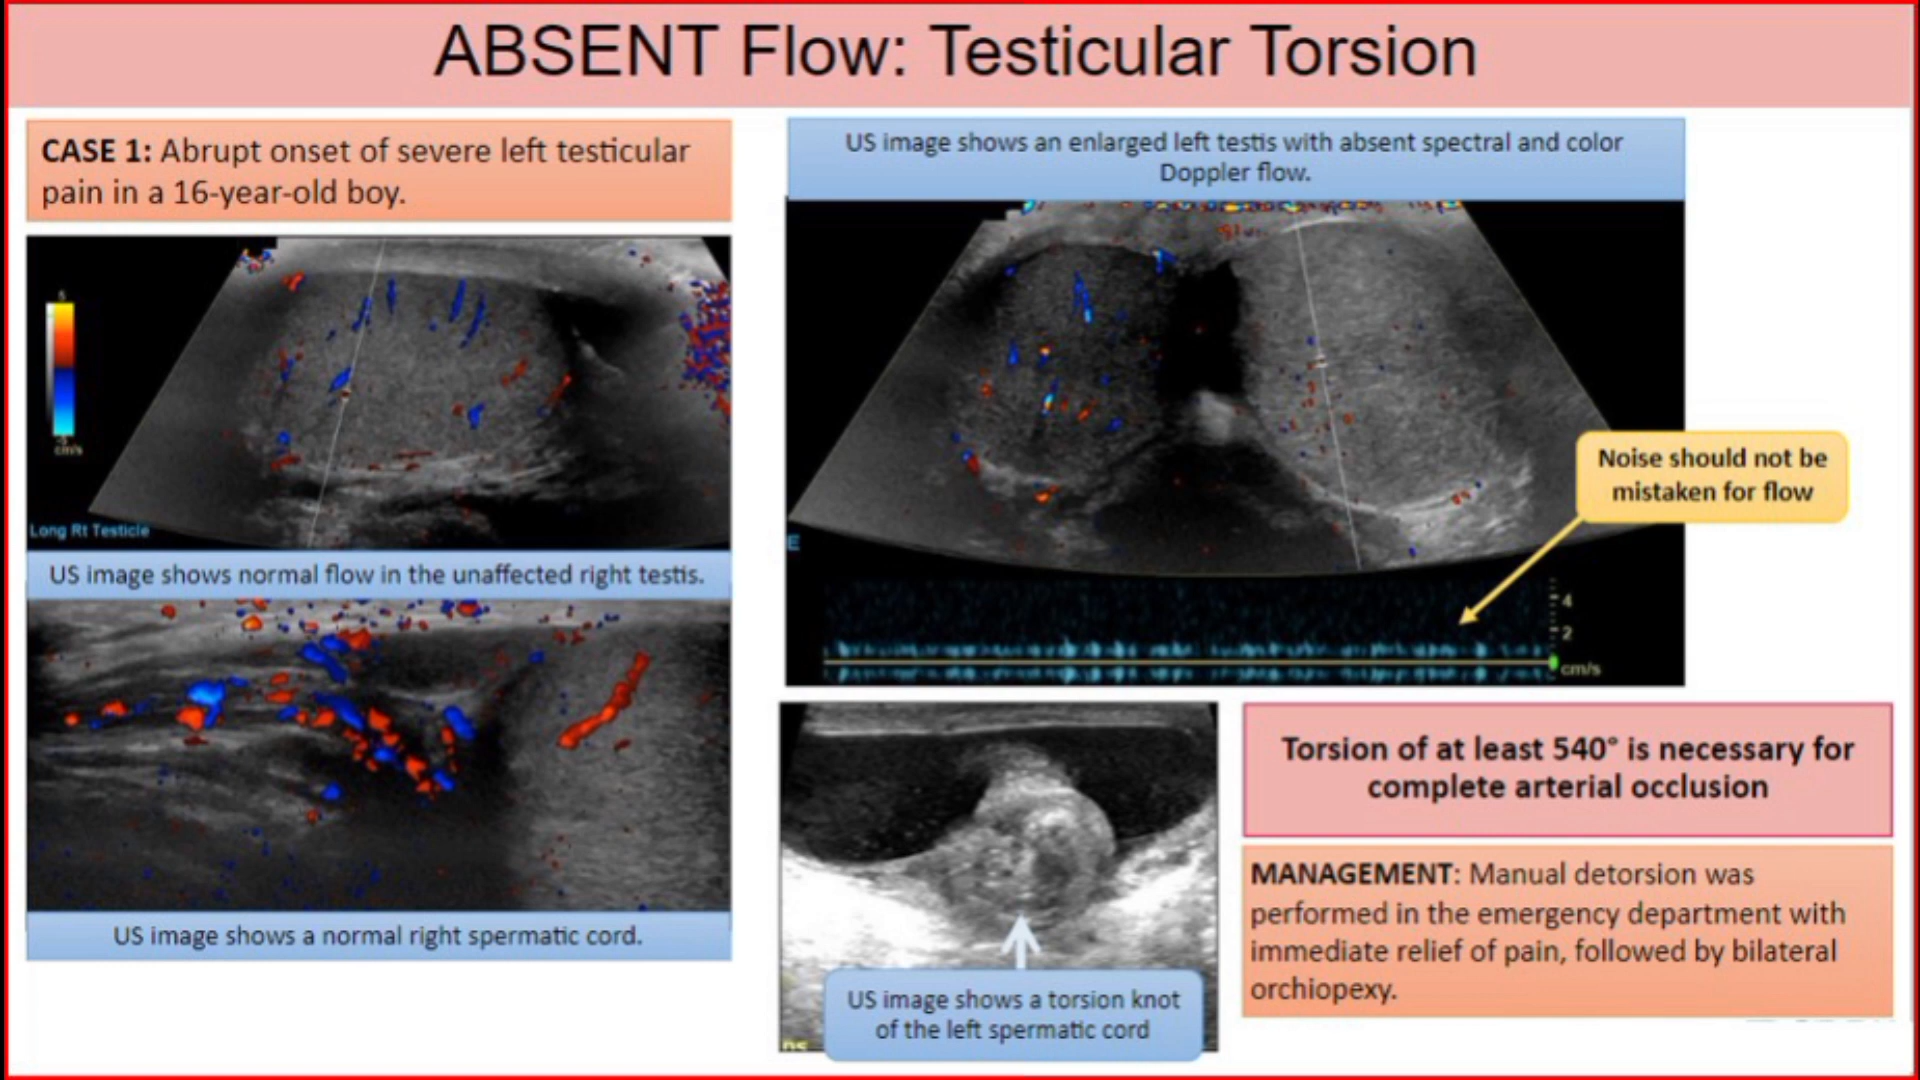 ABSENT Flow: Testicular Torsion
CASE 1: Abrupt onset of severe left testicular
pain in a 16-year-old boy.
5
-5
cm/s
Long Rt Testicle
US image shows normal flow in the unaffected right testis.
US image shows a normal right spermatic cord.
US image shows an enlarged left testis with absent spectral and color
Doppler flow.
Noise should not be
mistaken for flow
E
4
2
cm/s
US image shows a torsion knot
of the left spermatic cord
Torsion of at least 540° is necessary for
complete arterial occlusion
MANAGEMENT: Manual detorsion was
performed in the emergency department with
immediate relief of pain, followed by bilateral
orchiopexy.